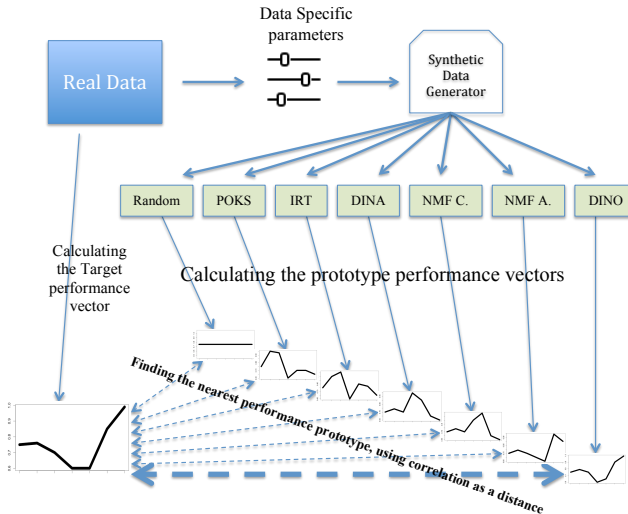 Data Specific
parameters
Real Data
Synthetic
Data
Generator
Random
POKS
IRT
DINA
NMF C.
NMF A.
DINO
Calculating
the Target
performance
vector
Calculating the prototype performance vectors
Finding the nearest performance prototype, using correlation as a distance